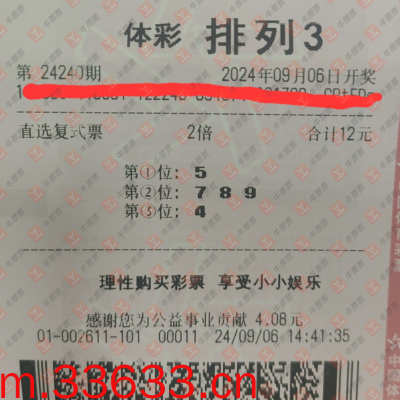 体彩 排列3
第 24240期 2024年09月06日开奖
直选复式票 2倍 合计12元
第①位: 5
第②位: 7 8 9
第③位: 4
理性购买彩票 享受小小娱乐
感谢您为公益事业贡献 4.08元
01-002611-101 00011 24/09/06 14:41:35
m.33633.cn